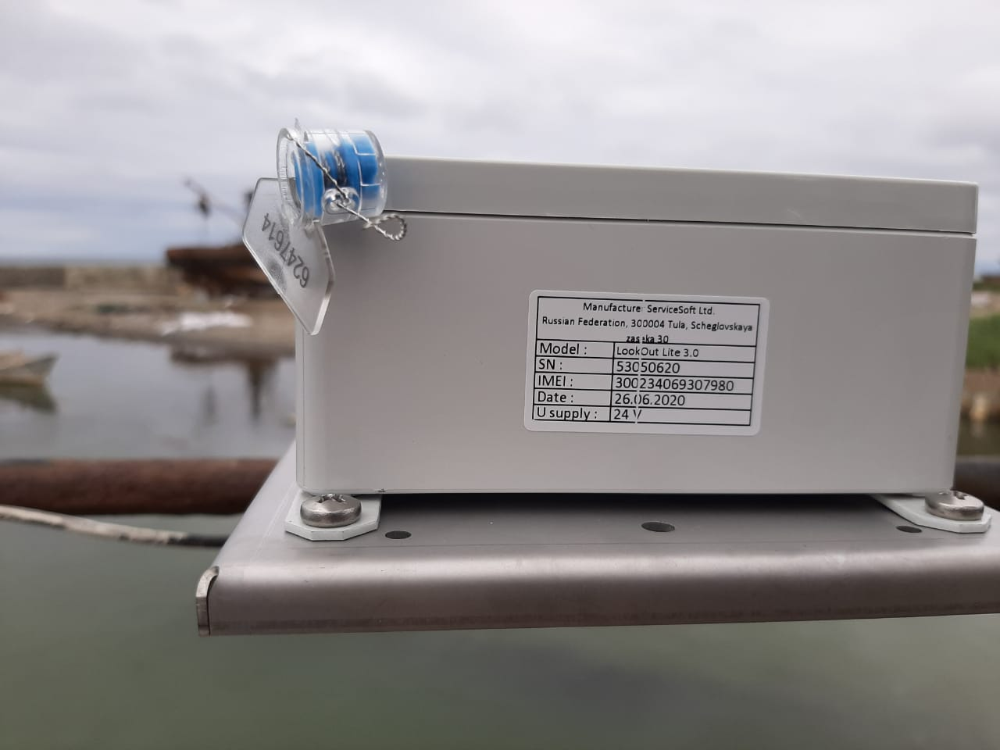 6247614
Manufacturer ServiceSoft Ltd.
Russian Federation, 300004 Tula, Scheglovskaya
zaseka 30
Model : LookOut Lite 3.0
SN : 53050620
IMEI : 300234069307980
Date : 26.06.2020
U supply : 24 V